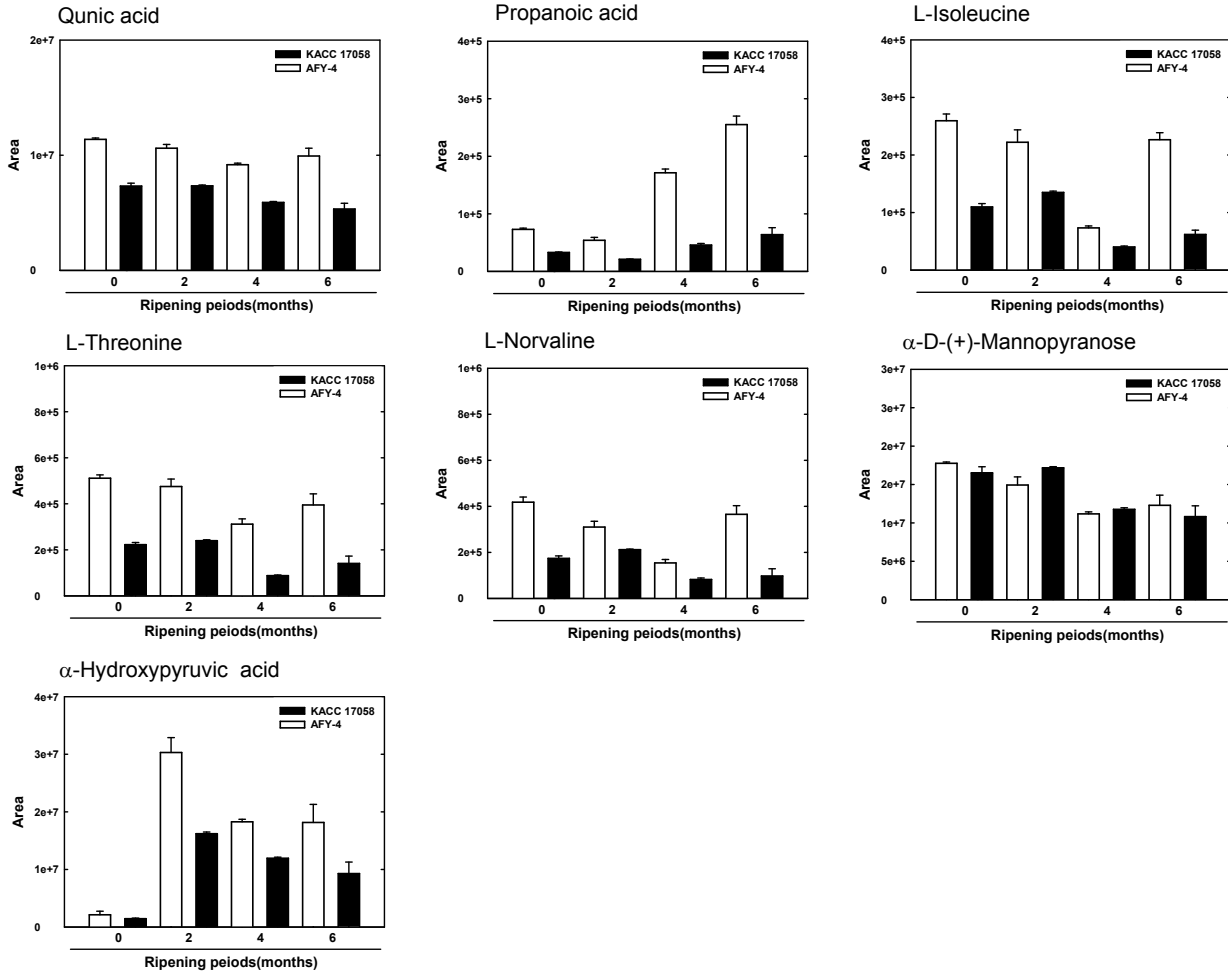 Qunic acid
2e+7
1e+7
0
Area
KACC 17058
AFY-4
0 2 4 6
Ripening peiods(months)
Propanoic acid
4e+5
3e+5
2e+5
1e+5
0
Area
KACC 17058
AFY-4
0 2 4 6
Ripening peiods(months)
L-Isoleucine
4e+5
3e+5
2e+5
1e+5
0
Area
KACC 17058
AFY-4
0 2 4 6
Ripening peiods(months)
L-Threonine
1e+6
8e+5
6e+5
4e+5
2e+5
0
Area
KACC 17058
AFY-4
0 2 4 6
Ripening peiods(months)
L-Norvaline
1e+6
8e+5
6e+5
4e+5
2e+5
0
Area
KACC 17058
AFY-4
0 2 4 6
Ripening peiods(months)
α-D-(+)-Mannopyranose
3e+7
3e+7
2e+7
2e+7
1e+7
5e+6
0
Area
KACC 17058
AFY-4
0 2 4 6
Ripening peiods(months)
α-Hydroxypyruvic acid
4e+7
3e+7
2e+7
1e+7
0
Area
KACC 17058
AFY-4
0 2 4 6
Ripening peiods(months)